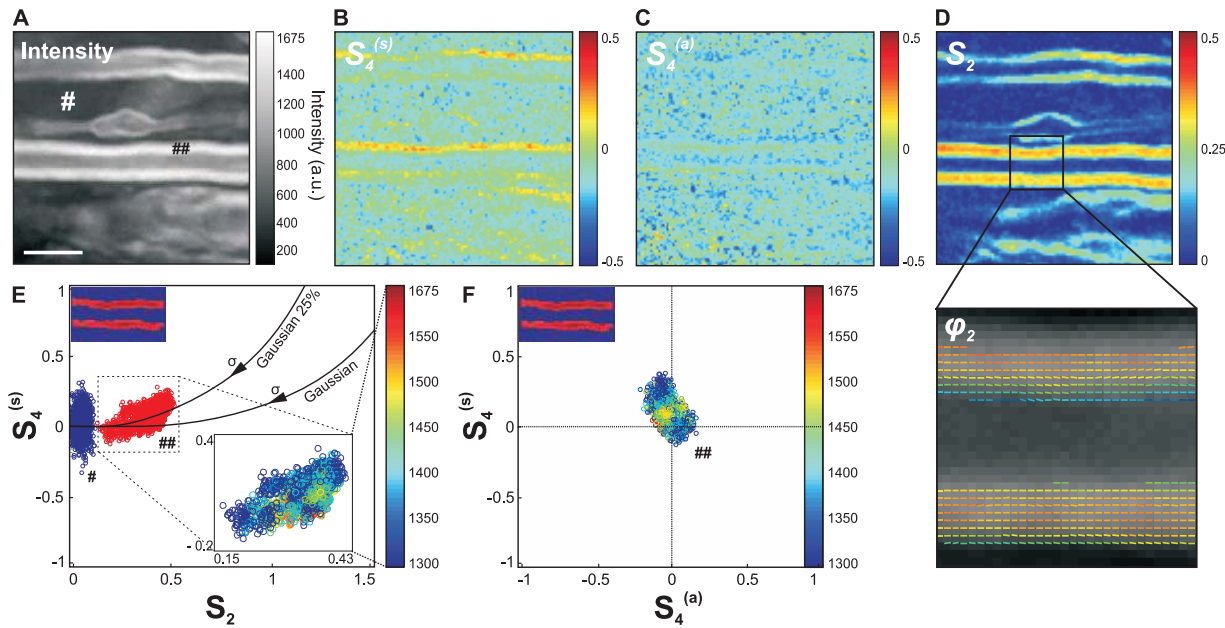 A
Intensity
#
##
1675
1400
1200
1000
800
600
400
200
Intensity (a.u.)
B
S4(s)
0.5
0
-0.5
C
S4(a)
0.5
0
-0.5
D
S2
0.5
0.25
0
E
1
0.5
0
-0.5
-1
S4(s)
0
0.5
1
1.5
S2
σ
Gaussian 25%
σ
Gaussian
#
##
0.4
-0.2
0.15
0.43
1675
1550
1500
1450
1400
1350
1300
F
1
0.5
0
-0.5
-1
S4(s)
-1
-0.5
0
0.5
1
S4(a)
##
1675
1550
1500
1450
1400
1350
1300
φ2